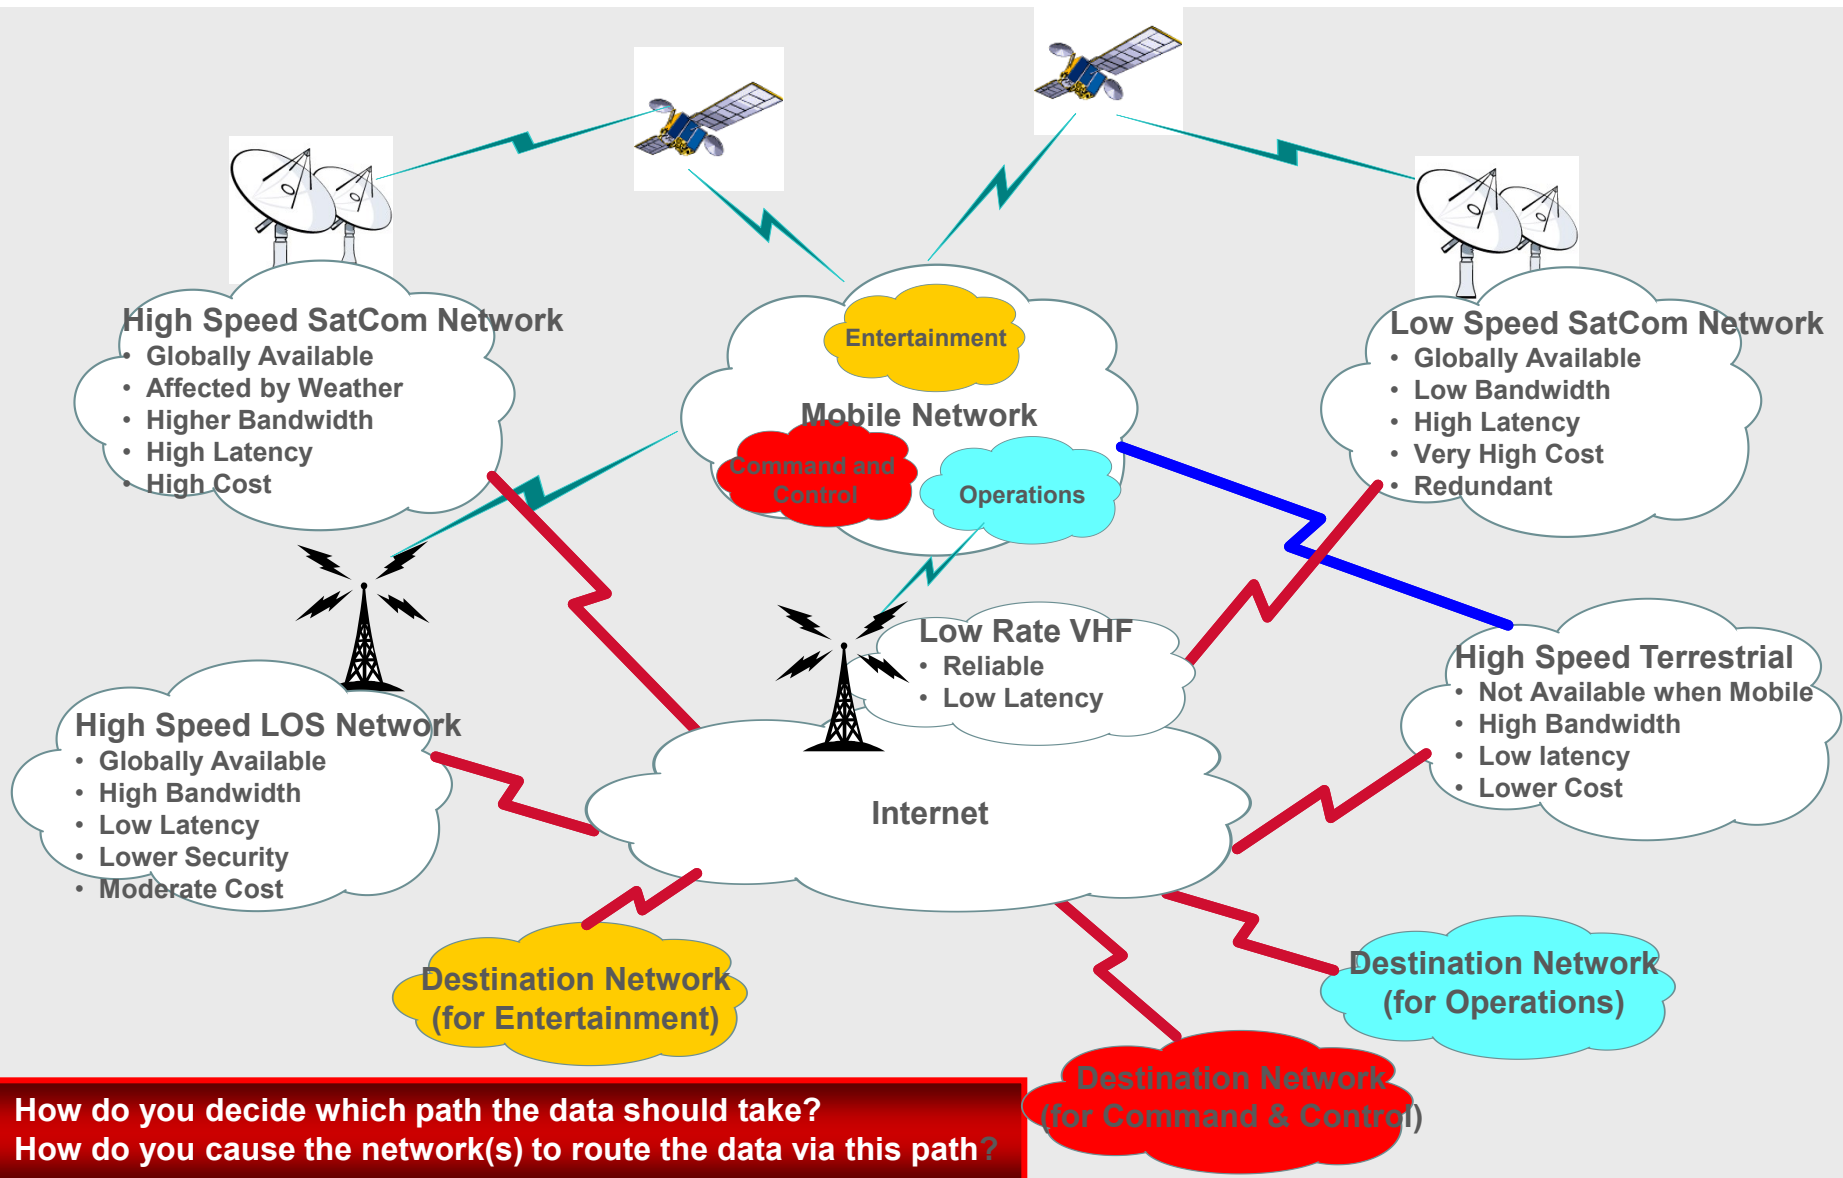 High Speed SatCom Network
• Globally Available
• Affected by Weather
• Higher Bandwidth
• High Latency
• High Cost
Entertainment
Mobile Network
Command and
Control
Operations
Low Speed SatCom Network
• Globally Available
• Low Bandwidth
• High Latency
• Very High Cost
• Redundant
High Speed LOS Network
• Globally Available
• High Bandwidth
• Low Latency
• Lower Security
• Moderate Cost
Low Rate VHF
• Reliable
• Low Latency
High Speed Terrestrial
• Not Available when Mobile
• High Bandwidth
• Low latency
• Lower Cost
Internet
Destination Network
(for Entertainment)
Destination Network
(for Operations)
Destination Network
(for Command & Control)
How do you decide which path the data should take?
How do you cause the network(s) to route the data via this path?